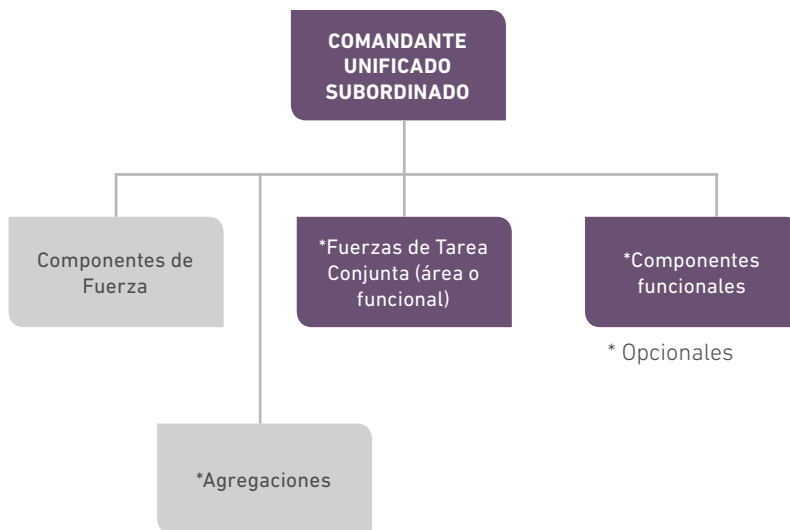 COMANDANTE
UNIFICADO
SUBORDINADO
Componentes de
Fuerza
*Fuerzas de Tarea
Conjunta (área o
funcional)
*Componentes
funcionales
* Opcionales
*Agregaciones